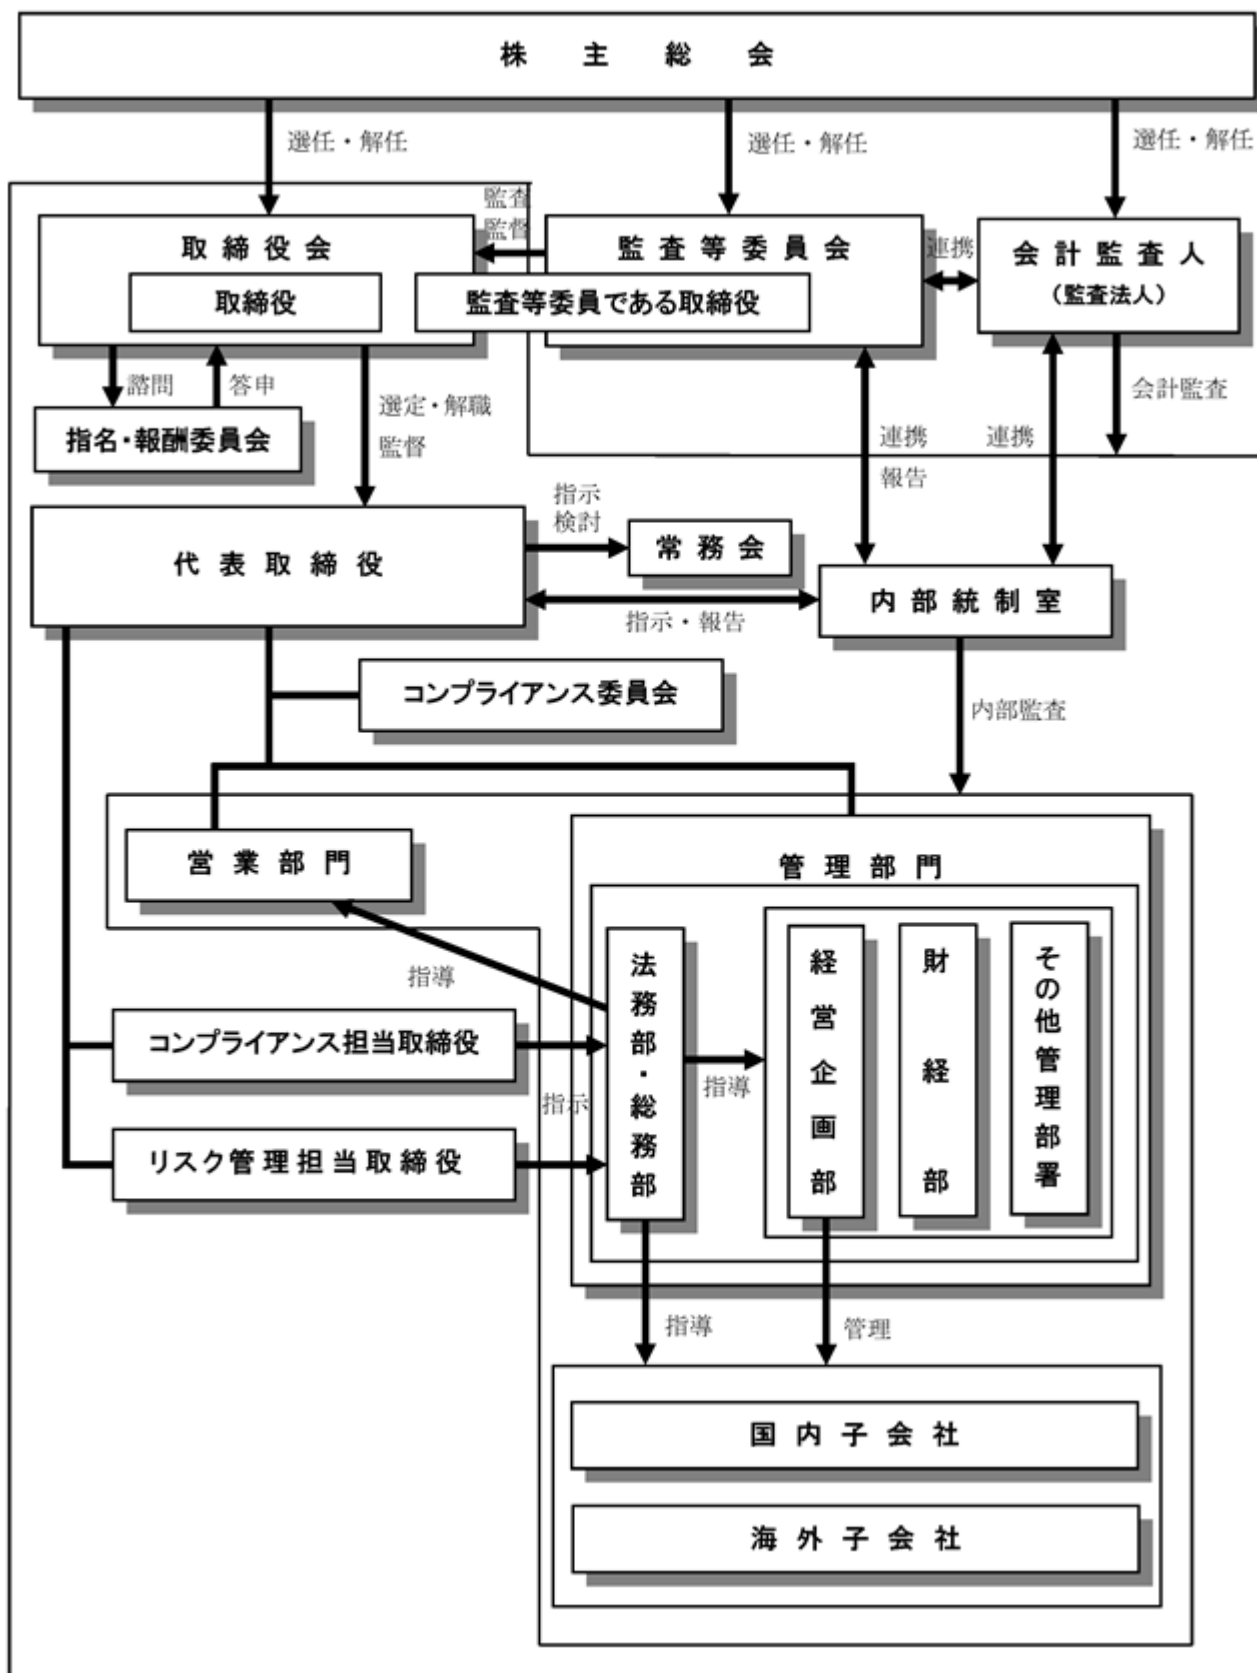 株主総会
選任・解任
選任・解任
選任・解任
監査
監督
取締役会
取締役
監査等委員会
監査等委員である取締役
連携
会計監査人
（監査法人）
諮問
答申
選定・解職
監督
会計監査
指名・報酬委員会
連携
報告
連携
代表取締役
指示
検討
常務会
指示・報告
内部統制室
コンプライアンス委員会
内部監査
営業部門
管理部門
法務部・総務部
経営企画部
財経部
その他管理部署
指導
コンプライアンス担当取締役
指示
指導
リスク管理担当取締役
指導
管理
国内子会社
海外子会社